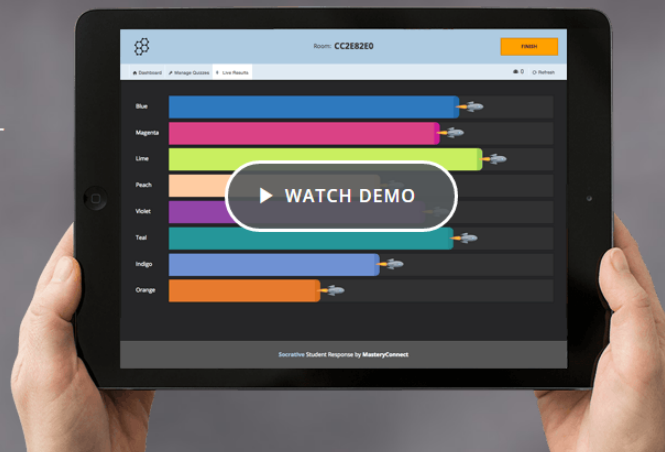 Room: CC2E82E0
FINISH
Dashboard Manage Quizzes Live Results
0 Refresh
Blue
Magenta
Lime
Peach
Violet
Teal
Indigo
Orange
WATCH DEMO
Socrative Student Response by MasteryConnect